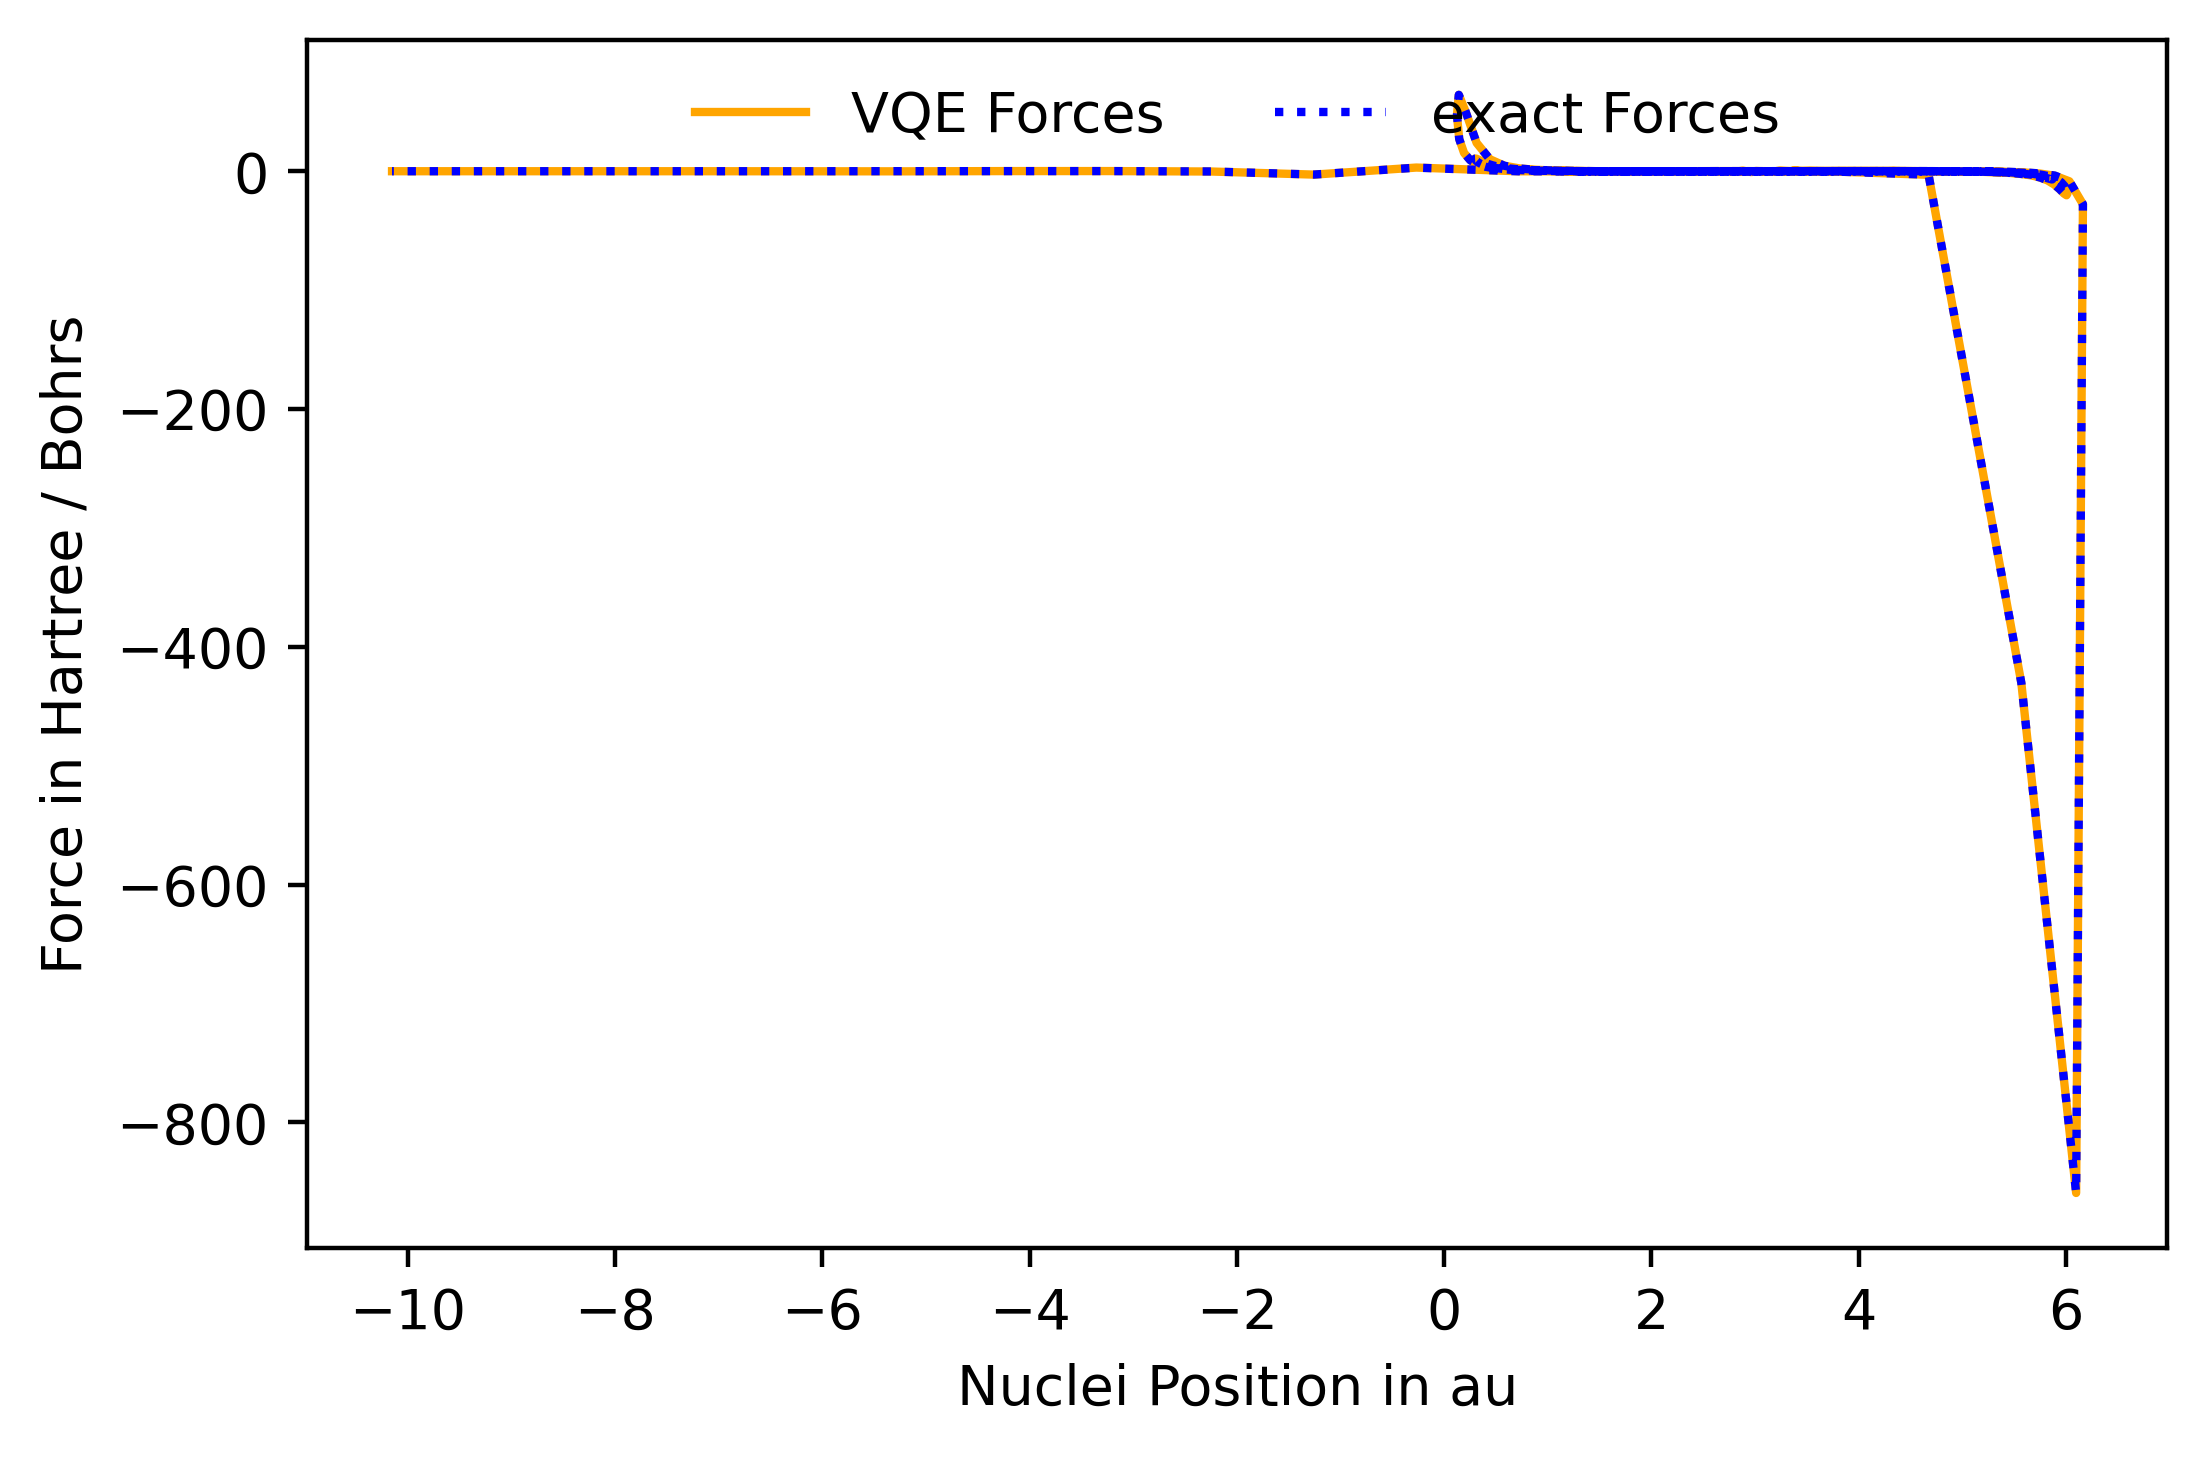 VQE Forces
exact Forces
0
−200
−400
−600
−800
Force in Hartree / Bohrs
−10 −8 −6 −4 −2 0 2 4 6
Nuclei Position in au